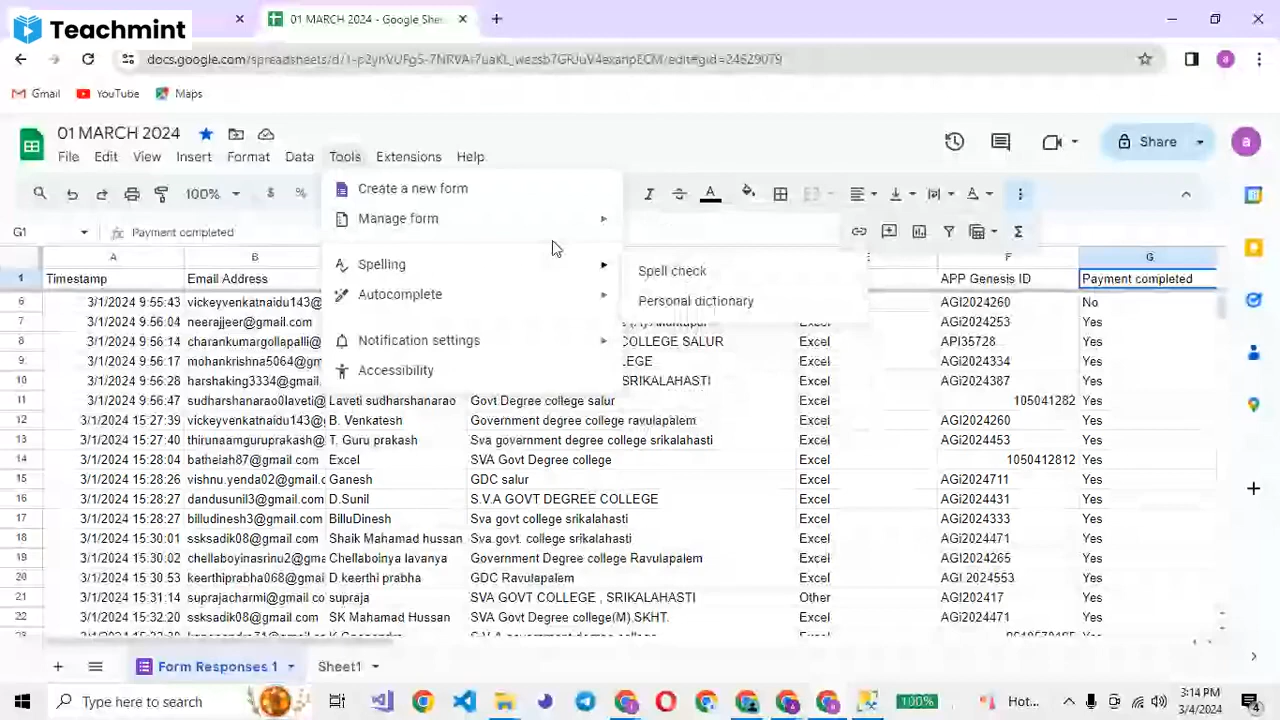 Teachmint
01 MARCH 2024 - Google She
Gmail YouTube Maps
01 MARCH 2024
File Edit View Insert Format Data Tools Extensions Help
Share
100% $ %
Create a new form
Manage form
Spelling
Autocomplete
Notification settings
Accessibility
Spell check
Personal dictionary
G1 Payment completed
A B F G
1 Timestamp Email Address APP Genesis ID Payment completed
6 3/1/2024 9:55:43 vickeyvenkatnaidu143@ AGI2024260 No
7 3/1/2024 9:56:04 neerajjeer@gmail.com AGi2024253 Yes
8 3/1/2024 9:56:14 charankumargollapalli@ COLLEGE SALUR Excel API35728 Yes
9 3/1/2024 9:56:17 mohankrishna5064@gm LEGE Excel AGi2024334 Yes
10 3/1/2024 9:56:28 harshaking3334@gmail. , SRIKALAHASTI Excel AGi2024387 Yes
11 3/1/2024 9:56:47 sudharshanarao0laveti@ Laveti sudharshanarao Govt.Degree college salur Excel 105041282 Yes
12 3/1/2024 15:27:39 vickeyvenkatnaidu143@ B. Venkatesh Government degree college ravulapalem Excel AGI2024260 Yes
13 3/1/2024 15:27:40 thirunaamguruprakash@ T. Guru prakash Sva government degree college srikalahasti Excel AGi2024453 Yes
14 3/1/2024 15:28:04 batheiah87@gmail.com Excel SVA Govt Degree college Excel 1050412812 Yes
15 3/1/2024 15:28:26 vishnu.yenda02@gmail. Ganesh GDC salur Excel AGi2024711 Yes
16 3/1/2024 15:28:27 dandusunil3@gmail.com D.Sunil S.V.A GOVT DEGREE COLLEGE Excel AGi2024431 Yes
17 3/1/2024 15:28:27 billudinesh3@gmail.com BilluDinesh Sva govt college srikalahasti Excel AGi2024333 Yes
18 3/1/2024 15:30:01 ssksadik08@gmail.com Shaik Mahamad hussan Sva govt. college srikalahasti Excel AGi2024471 Yes
19 3/1/2024 15:30:02 chellaboyinasrinu2@gm Chellaboinya lavanya Government Degree college Ravulapalem Excel AGi2024265 Yes
20 3/1/2024 15:30:53 keerthiprabha068@gmail D.keerthi prabha GDC Ravulapalem Excel AGI 2024553 Yes
21 3/1/2024 15:31:14 suprajacharmi@gmail.co supraja SVA GOVT COLLEGE , SRIKALAHASTI Other AGI202417 Yes
22 3/1/2024 15:32:20 ssksadik08@gmail.com SK Mahamad Hussan SVA Govt Degree college(M) SKHT. Excel AGi2024471 Yes
Form Responses 1 Sheet1
Type here to search 100% Hot... 3:14 PM
3/4/2024